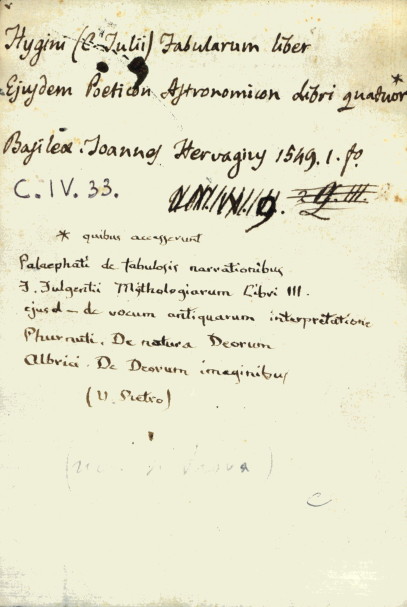 Hygini (C. Julii) Fabularum liber
Ejusdem Poeticon Astronomicon Libri quatuor*
Basileæ. Joannes Hervagius 1549. 1. fo.
C. IV. 33.
* quibus accesserunt
Palaephati de fabulosis narrationibus
F. Fulgentii Mithologiarum Libri III.
ejusd – de vocum antiquarum interpretatione
Phurnuti. De natura Deorum
Albrici. De Deorum imaginibus
(V. Pietro)